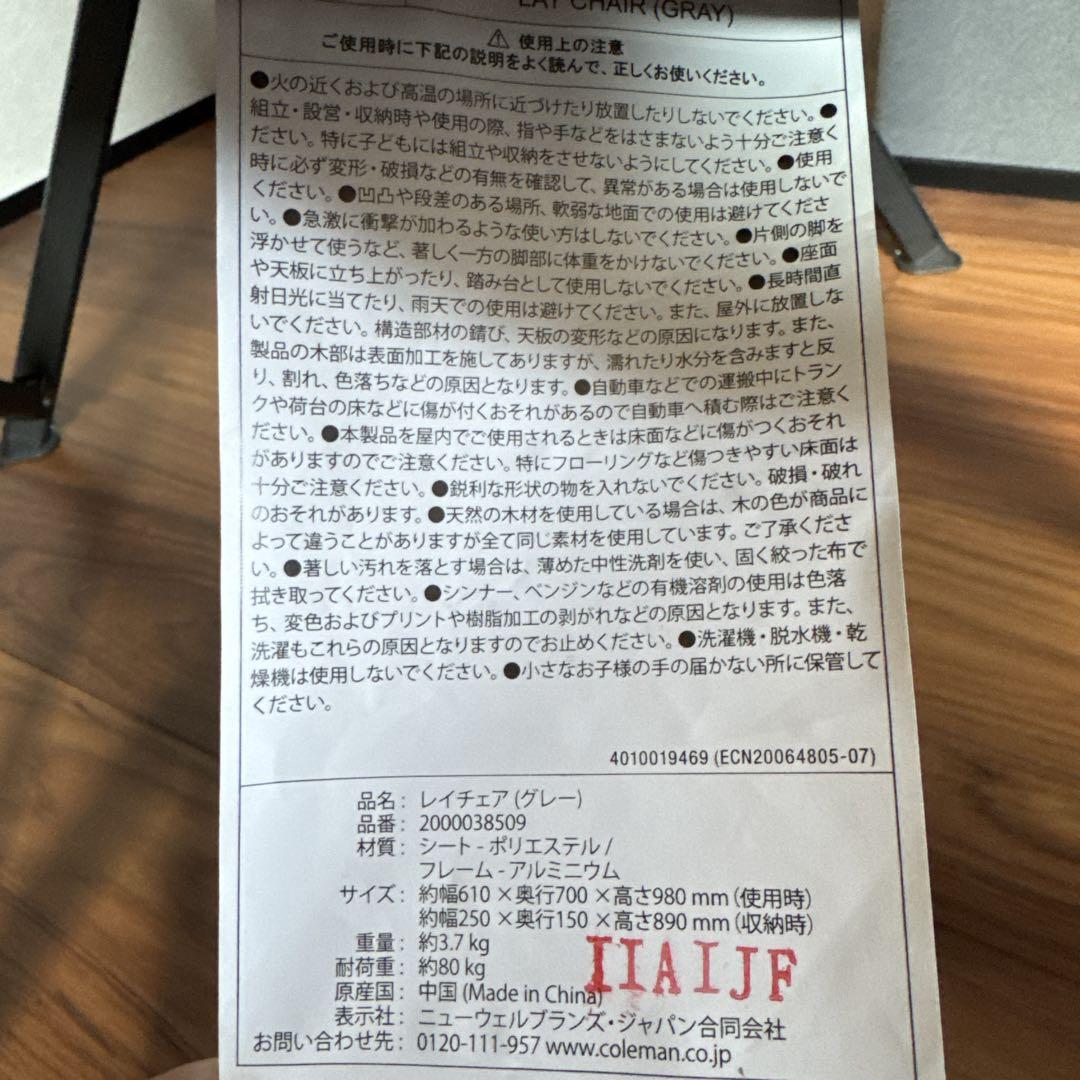 LAY CHAIR (GRAY)
⚠ 使用上の注意
ご使用時に下記の説明をよく読んで、正しくお使いください。
●火の近くおよび高温の場所に近づけたり放置したりしないでください。●
組立・設営・収納時や使用の際、指や手などをはさまないよう十分ご注意く
ださい。特に子どもには組立や収納をさせないようにしてください。●使用
時に必ず変形・破損などの有無を確認して、異常がある場合は使用しないで
ください。●凹凸や段差のある場所、軟弱な地面での使用は避けてくださ
い。●急激に衝撃が加わるような使い方はしないでください。●片側の脚を
浮かせて使うなど、著しく一方の脚部に体重をかけないでください。●座面
や天板に立ち上がったり、踏み台として使用しないでください。●長時間直
射日光に当てたり、雨天での使用は避けてください。また、屋外に放置しな
いでください。構造部材の錆び、天板の変形などの原因になります。また、
製品の木部は表面加工を施してありますが、濡れたり水分を含みますと反
り、割れ、色落ちなどの原因となります。●自動車などでの運搬中にトラン
クや荷台の床などに傷が付くおそれがあるので自動車へ積む際はご注意く
ださい。●本製品を屋内でご使用されるときは床面などに傷がつくおそれ
がありますのでご注意ください。特にフローリングなど傷つきやすい床面は
十分ご注意ください。●鋭利な形状の物を入れないでください。破損・破れ
のおそれがあります。●天然の木材を使用している場合は、木の色が商品に
よって違うことがありますが全て同じ素材を使用しています。ご了承くださ
い。●著しい汚れを落とす場合は、薄めた中性洗剤を使い、固く絞った布で
拭き取ってください。●シンナー、ベンジンなどの有機溶剤の使用は色落
ち、変色およびプリントや樹脂加工の剥がれなどの原因となります。また、
洗濯もこれらの原因となりますのでお止めください。●洗濯機・脱水機・乾
燥機は使用しないでください。●小さなお子様の手の届かない所に保管して
ください。
4010019469 (ECN20064805-07)
品名： レイチェア (グレー)
品番： 2000038509
材質： シート - ポリエステル /
フレーム - アルミニウム
サイズ： 約幅610 ×奥行700 ×高さ980 mm (使用時)
約幅250 ×奥行150 ×高さ890 mm (収納時)
重量： 約3.7 kg
耐荷重： 約80 kg
IIAIJF
原産国： 中国 (Made in China)
表示社： ニューウェルブランズ・ジャパン合同会社
お問い合わせ先： 0120-111-957 www.coleman.co.jp